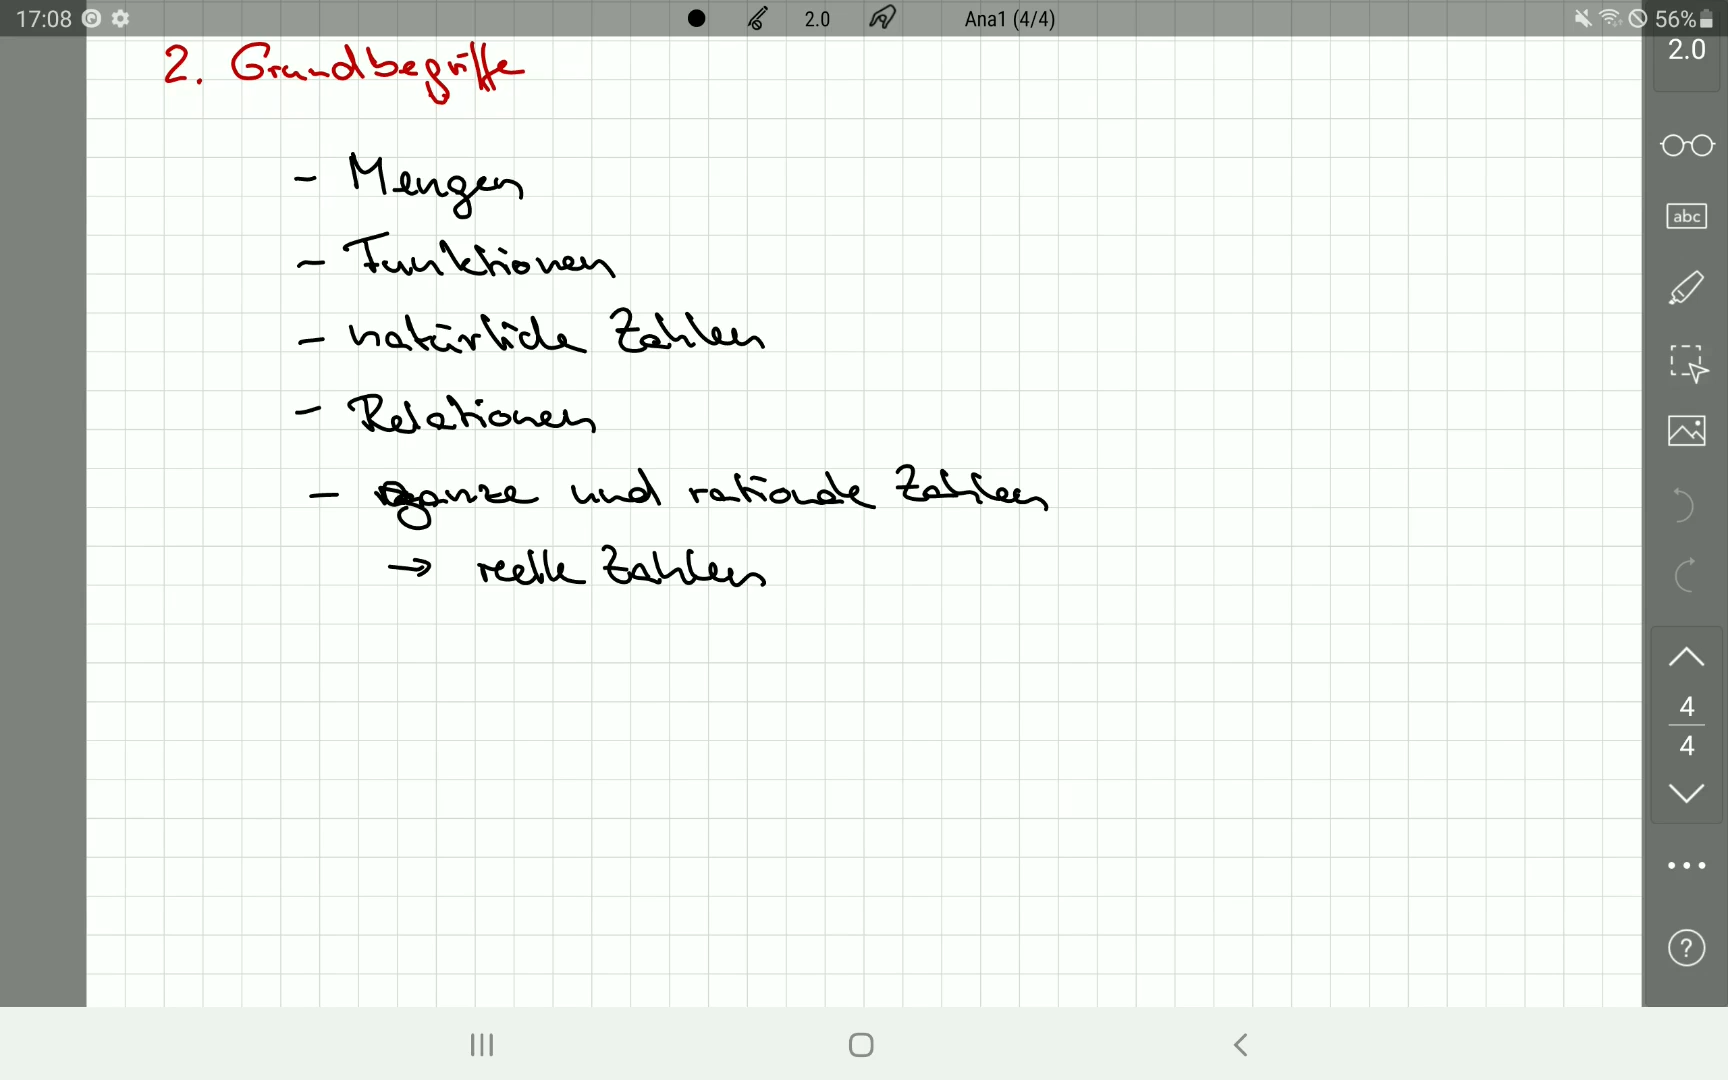 17:08
2.0
Ana1 (4/4)
56%
2.0
2. Grundbegriffe
- Mengen
- Funktionen
- natürliche Zahlen
- Relationen
- ganze und rationale Zahlen
→ reelle Zahlen
abc
4
4
?